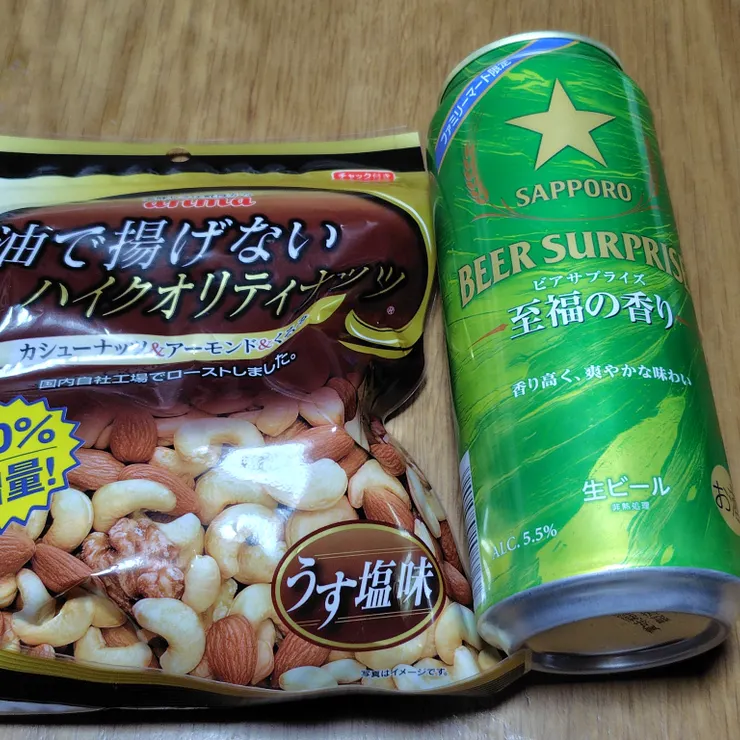 チャック付き
油で揚げない
ハイクオリティナッツ
カシューナッツ&アーモンド&くるみ
国内自社工場でローストしました。
0%
増量!
うす塩味
写真はイメージです。
ファミリーマート限定
SAPPORO
BEER SURPRISE
ビアサプライズ
至福の香り
香り高く、爽やかな味わい
生ビール
非熱処理
ALC. 5.5%
お